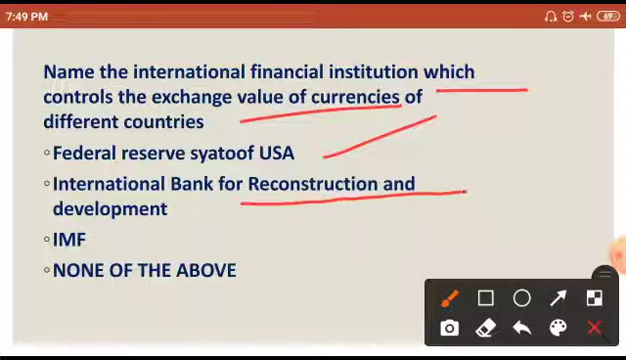 7:49 PM
69
Name the international financial institution which
controls the exchange value of currencies of
different countries
Federal reserve syatoof USA
International Bank for Reconstruction and
development
IMF
NONE OF THE ABOVE